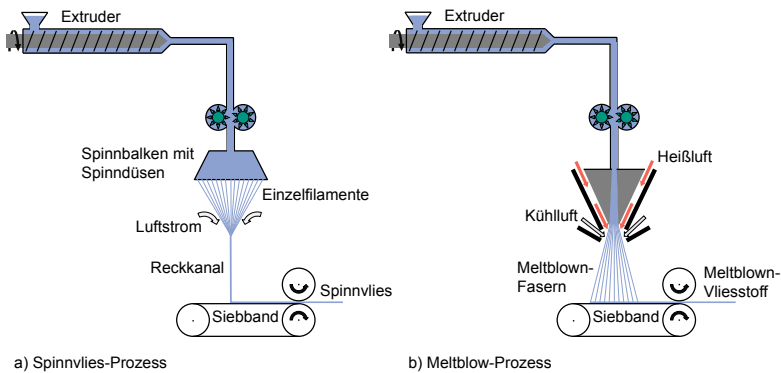 Extruder
Spinnbalken mit
Spinndüsen
Einzelfilamente
Luftstrom
Reckkanal
Spinnvlies
Siebband
a) Spinnvlies-Prozess
Extruder
Heißluft
Kühlluft
Meltblown-
Fasern
Meltblown-
Vliesstoff
Siebband
b) Meltblow-Prozess